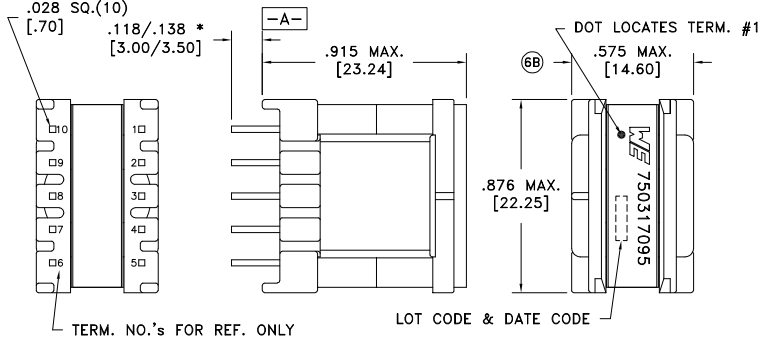 .028 SQ.(10)
[.70]
.118/.138 *
[3.00/3.50]
-A-
.915 MAX.
[23.24]
DOT LOCATES TERM. #1
6B
.575 MAX.
[14.60]
10 1
9 2
8 3
7 4
6 5
.876 MAX.
[22.25]
WE 750317095
LOT CODE & DATE CODE
TERM. NO.'s FOR REF. ONLY